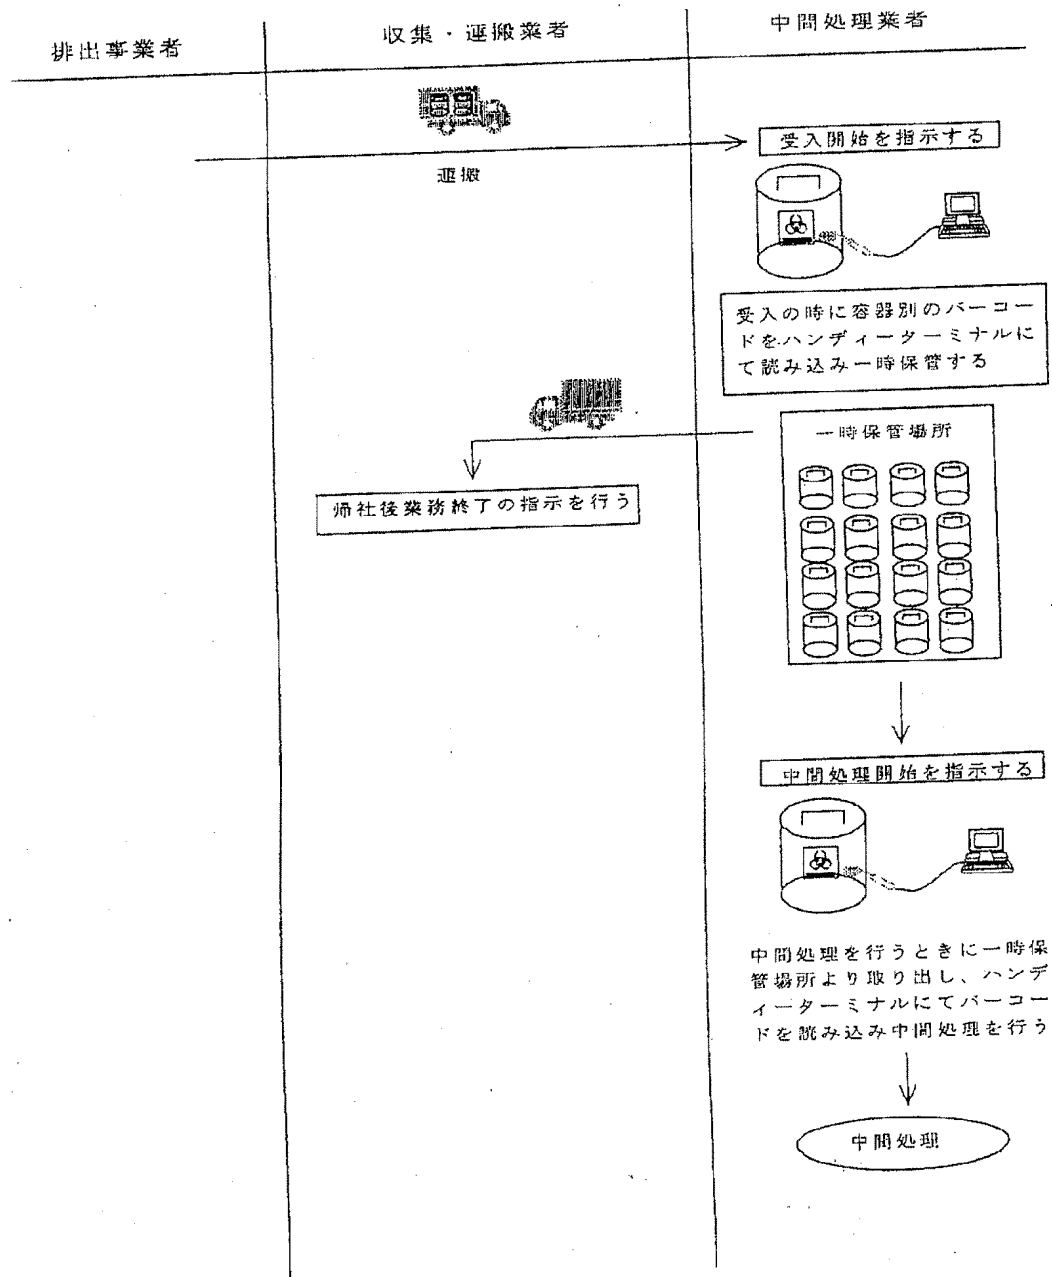 排出事業者
収集・運搬業者
中間処理業者
運搬
受入開始を指示する
受入の時に容器別のバーコー
ドをハンディーターミナルに
て読み込み一時保管する
一時保管場所
帰社後業務終了の指示を行う
中間処理開始を指示する
中間処理を行うときに一時保
管場所より取り出し、ハンデ
ィーターミナルにてバーコー
ドを読み込み中間処理を行う
中間処理